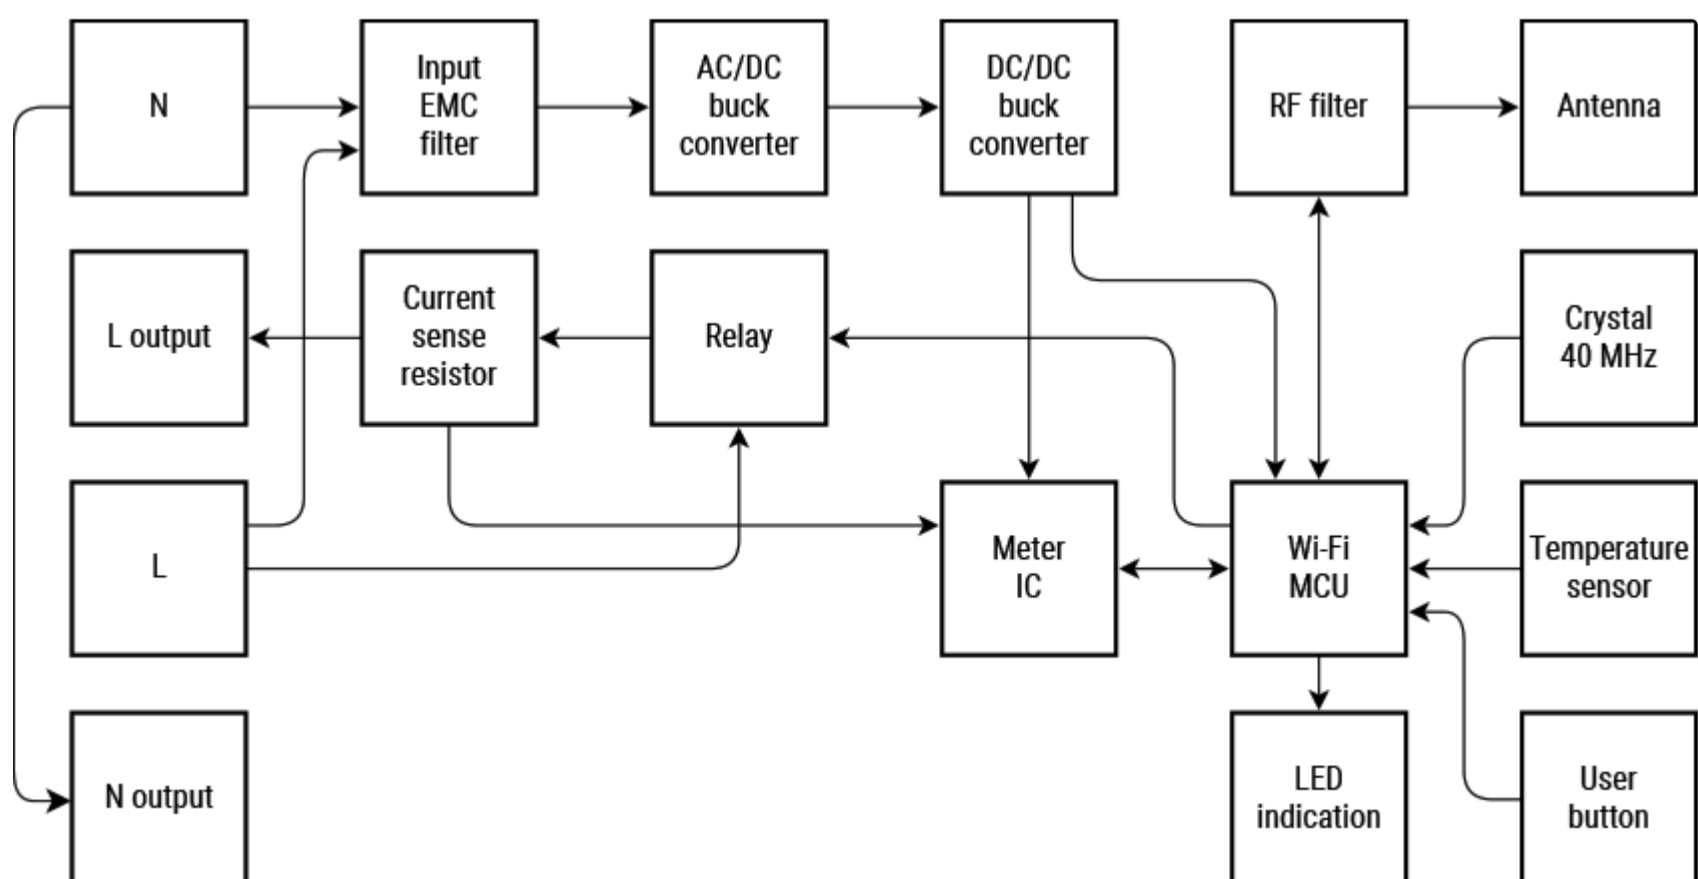 N
Input
EMC
filter
AC/DC
buck
converter
DC/DC
buck
converter
RF filter
Antenna
L output
Current
sense
resistor
Relay
Crystal
40 MHz
L
Meter
IC
Wi-Fi
MCU
Temperature
sensor
N output
LED
indication
User
button